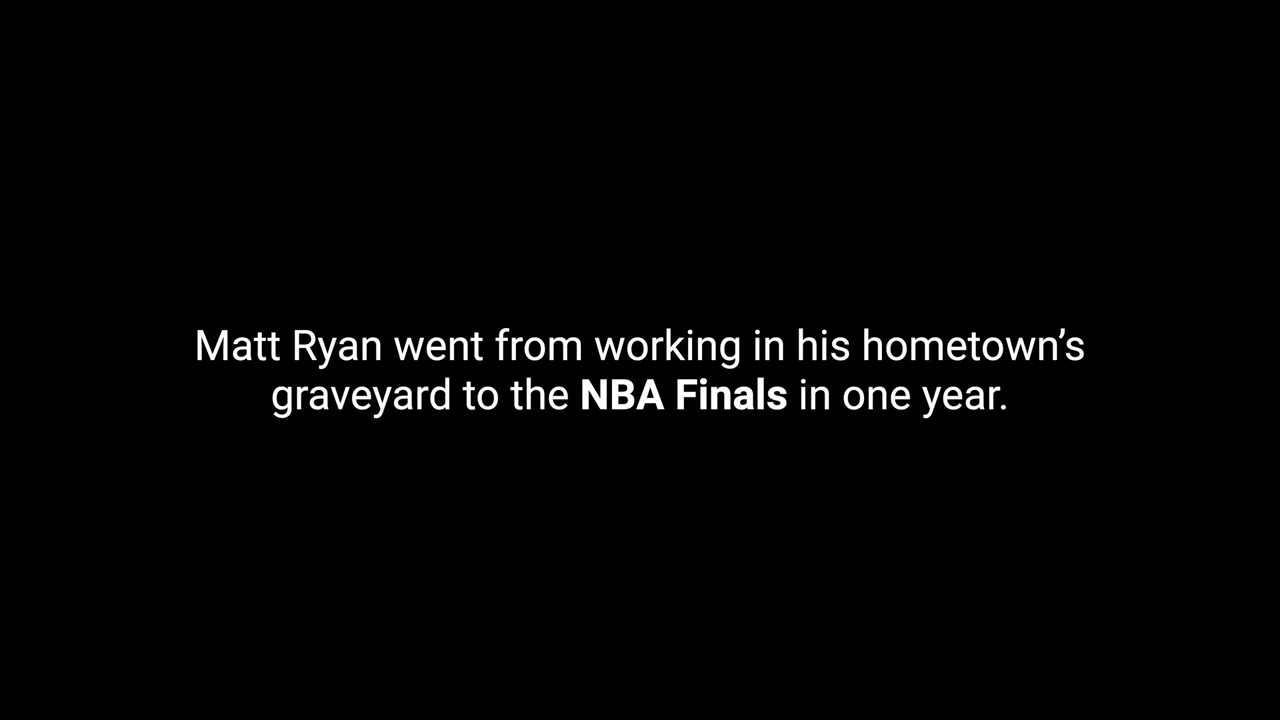 Matt Ryan went from working in his hometown’s
graveyard to the NBA Finals in one year.